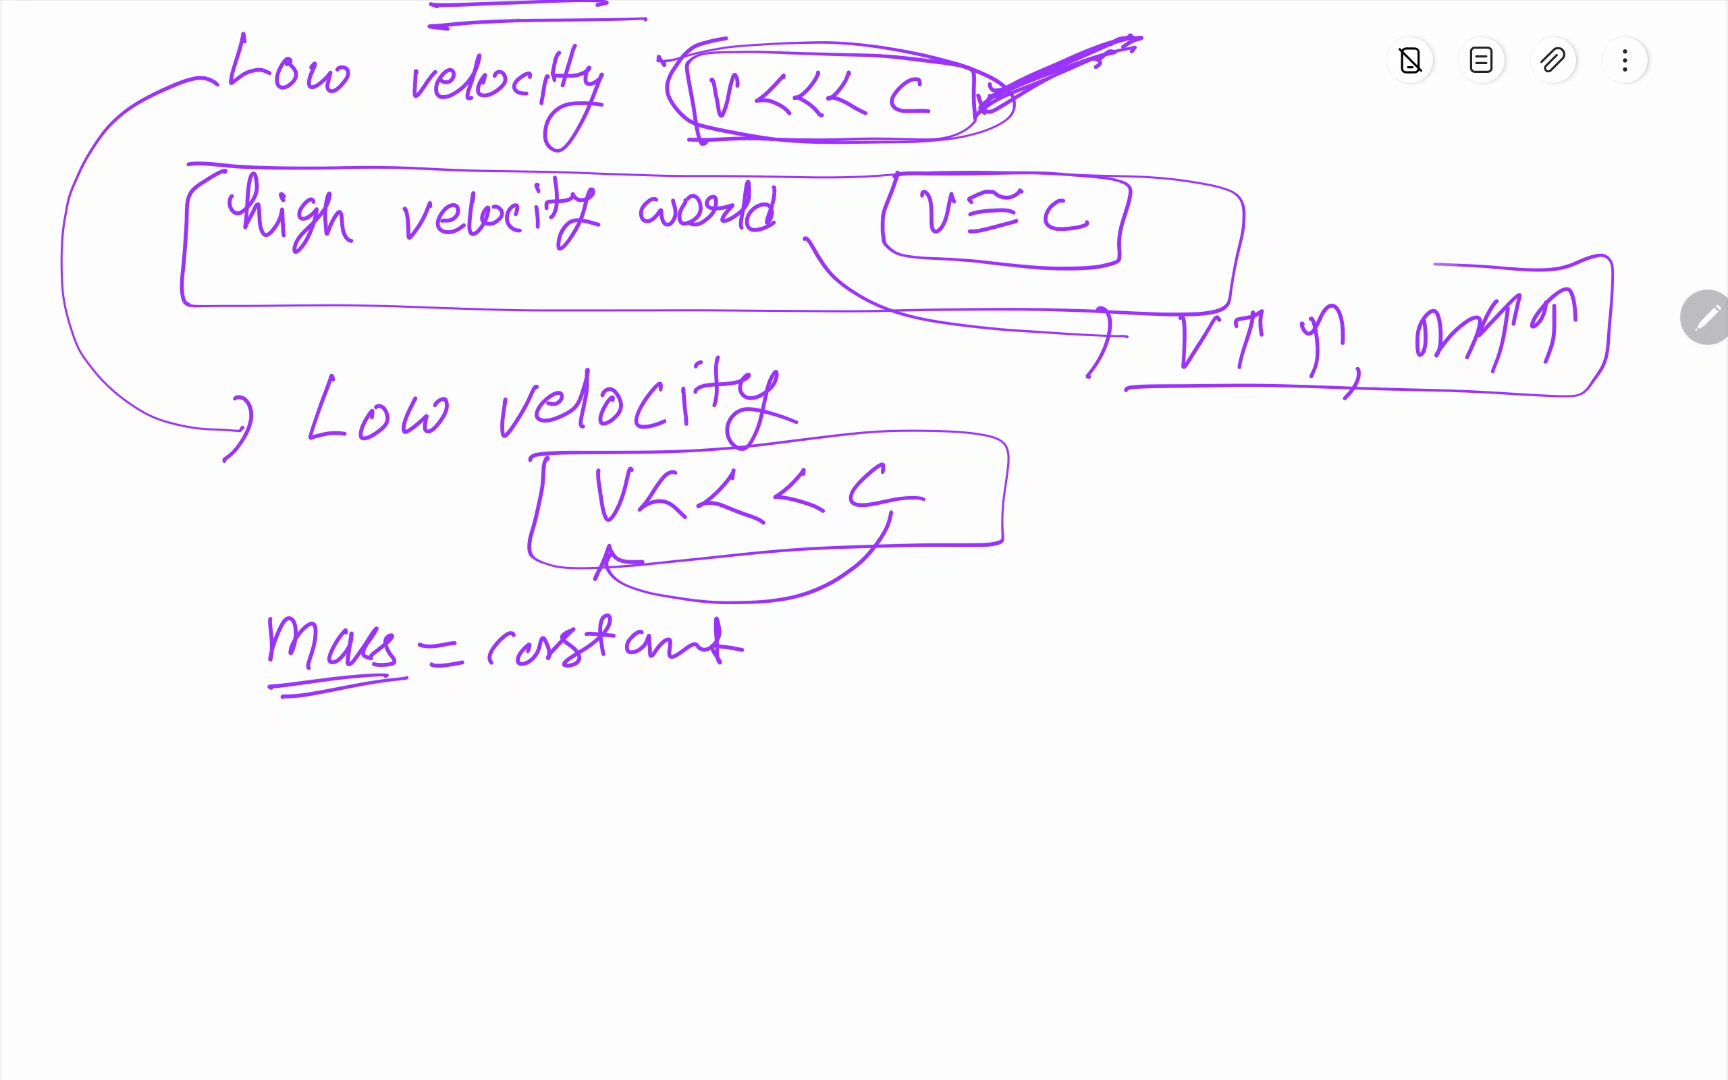 Low velocity V <<< C
high velocity world V ≅ C
V↑↑, m↑↑
Low velocity
V <<< C
Mass = constant